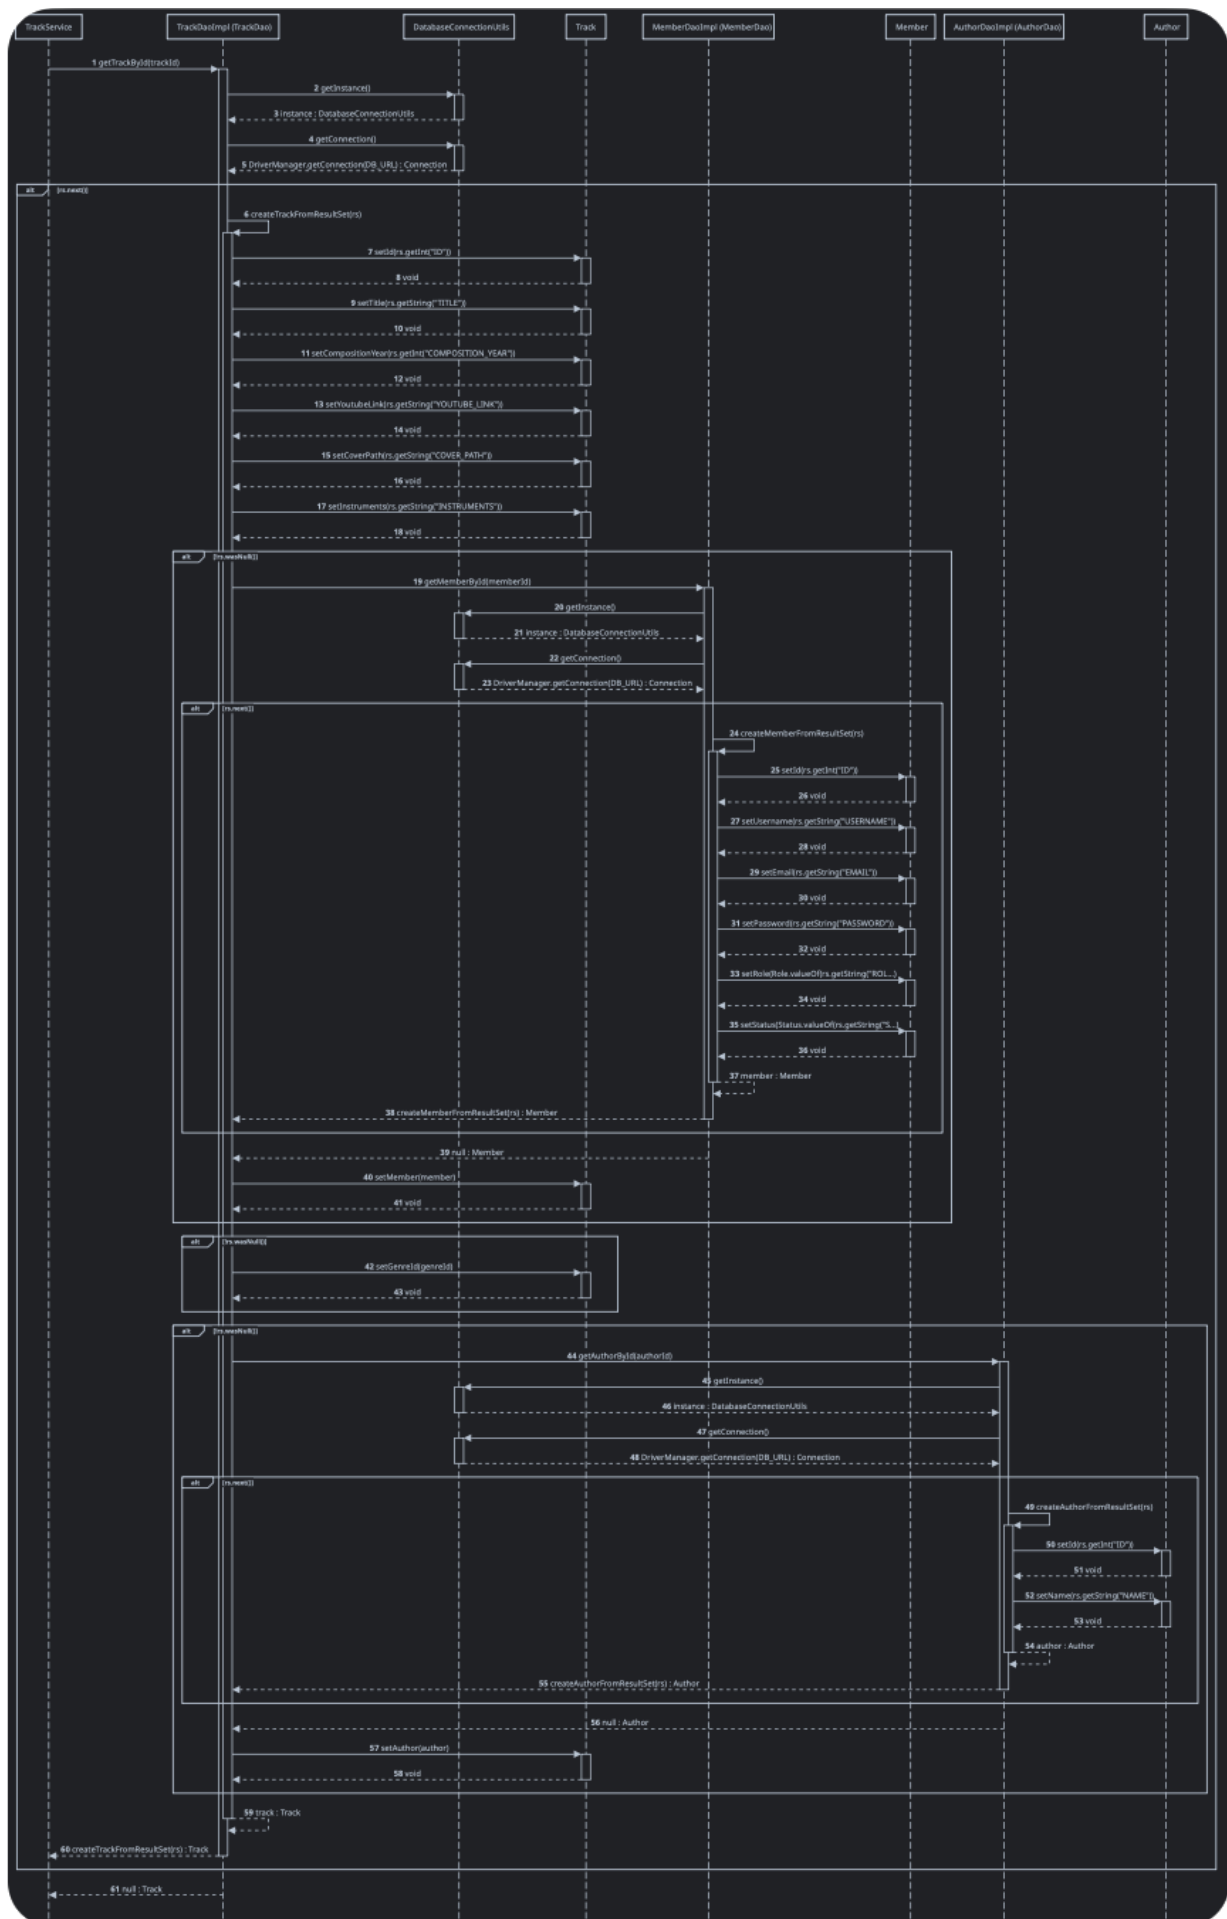 TrackService
TrackDaoImpl (TrackDao)
DatabaseConnectionUtils
Track
MemberDaoImpl (MemberDao)
Member
AuthorDaoImpl (AuthorDao)
Author
1 getTrackById(trackId)
2 getInstance()
3 instance : DatabaseConnectionUtils
4 getConnection()
5 DriverManager.getConnection(DB_URL) : Connection
alt [rs.next()]
6 createTrackFromResultSet(rs)
7 setId(rs.getInt("ID"))
8 void
9 setTitle(rs.getString("TITLE"))
10 void
11 setCompositionYear(rs.getInt("COMPOSITION_YEAR"))
12 void
13 setYoutubeLink(rs.getString("YOUTUBE_LINK"))
14 void
15 setCoverPath(rs.getString("COVER_PATH"))
16 void
17 setInstruments(rs.getString("INSTRUMENTS"))
18 void
alt [!rs.wasNull()]
19 getMemberById(memberId)
20 getInstance()
21 instance : DatabaseConnectionUtils
22 getConnection()
23 DriverManager.getConnection(DB_URL) : Connection
alt [rs.next()]
24 createMemberFromResultSet(rs)
25 setId(rs.getInt("ID"))
26 void
27 setUsername(rs.getString("USERNAME"))
28 void
29 setEmail(rs.getString("EMAIL"))
30 void
31 setPassword(rs.getString("PASSWORD"))
32 void
33 setRole(Role.valueOf(rs.getString("ROL...)
34 void
35 setStatus(Status.valueOf(rs.getString("S...)
36 void
37 member : Member
38 createMemberFromResultSet(rs) : Member
39 null : Member
40 setMember(member)
41 void
alt [!rs.wasNull()]
42 setGenreId(genreId)
43 void
alt [!rs.wasNull()]
44 getAuthorById(authorId)
45 getInstance()
46 instance : DatabaseConnectionUtils
47 getConnection()
48 DriverManager.getConnection(DB_URL) : Connection
alt [rs.next()]
49 createAuthorFromResultSet(rs)
50 setId(rs.getInt("ID"))
51 void
52 setName(rs.getString("NAME"))
53 void
54 author : Author
55 createAuthorFromResultSet(rs) : Author
56 null : Author
57 setAuthor(author)
58 void
59 track : Track
60 createTrackFromResultSet(rs) : Track
61 null : Track